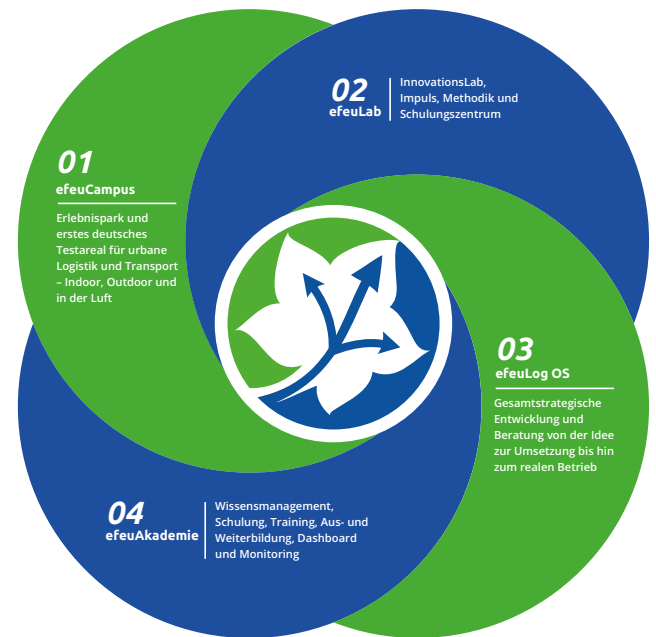 01
efeuCampus
Erlebnispark und
erstes deutsches
Testareal für urbane
Logistik und Transport
– Indoor, Outdoor und
in der Luft
02
efeuLab
InnovationsLab,
Impuls, Methodik und
Schulungszentrum
03
efeuLog OS
Gesamtstrategische
Entwicklung und
Beratung von der Idee
zur Umsetzung bis hin
zum realen Betrieb
04
efeuAkademie
Wissensmanagement,
Schulung, Training, Aus- und
Weiterbildung, Dashboard
und Monitoring